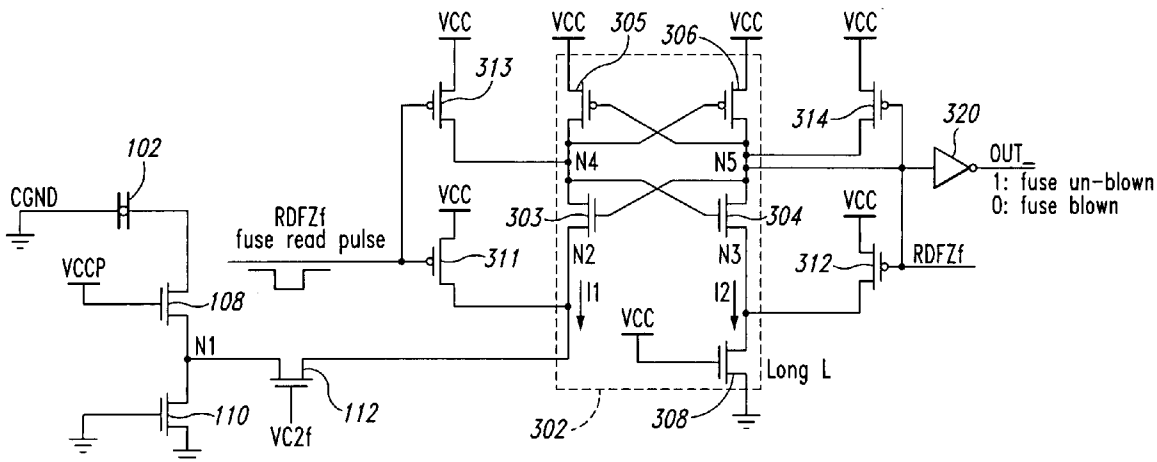 VCC
VCC
305
306
VCC
VCC
313
314
320
OUT_
1: fuse un-blown
0: fuse blown
N4
N5
102
CGND
RDFZf
fuse read pulse
VCC
303
304
VCC
311
N2
N3
312
RDFZf
VCCP
108
I1
I2
VCC
N1
Long L
110
112
VC2f
302
308